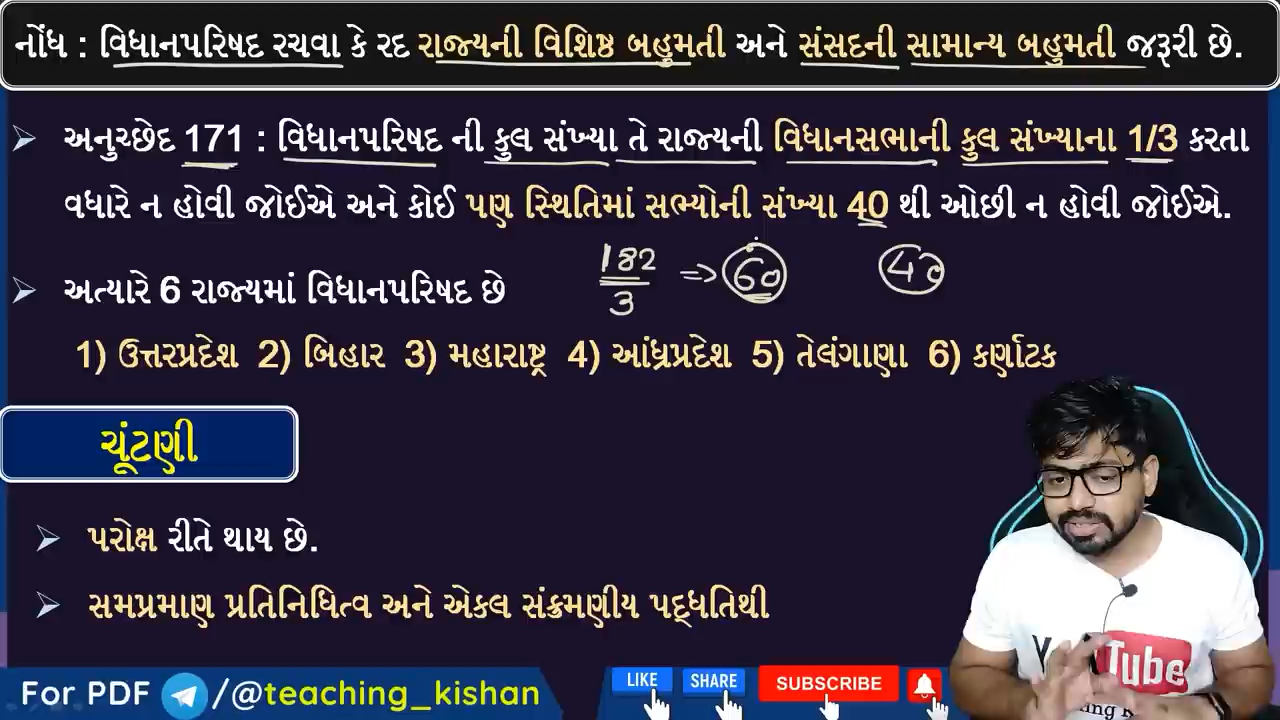 નોંધ : વિધાનપરિષદ રચવા કે રદ રાજ્યની વિશિષ્ઠ બહુમતી અને સંસદની સામાન્ય બહુમતી જરૂરી છે.
અનુચ્છેદ 171 : વિધાનપરિષદ ની કુલ સંખ્યા તે રાજ્યની વિધાનસભાની કુલ સંખ્યાના 1/3 કરતા
વધારે ન હોવી જોઈએ અને કોઈ પણ સ્થિતિમાં સભ્યોની સંખ્યા 40 થી ઓછી ન હોવી જોઈએ.
182
3
=> 60
40
અત્યારે 6 રાજ્યમાં વિધાનપરિષદ છે
1) ઉત્તરપ્રદેશ 2) બિહાર 3) મહારાષ્ટ્ર 4) આંધ્રપ્રદેશ 5) તેલંગાણા 6) કર્ણાટક
ચૂંટણી
પરોક્ષ રીતે થાય છે.
સમપ્રમાણ પ્રતિનિધિત્વ અને એકલ સંક્રમણીય પદ્ધતિથી
For PDF /@teaching_kishan
LIKE
SHARE
SUBSCRIBE
Tube